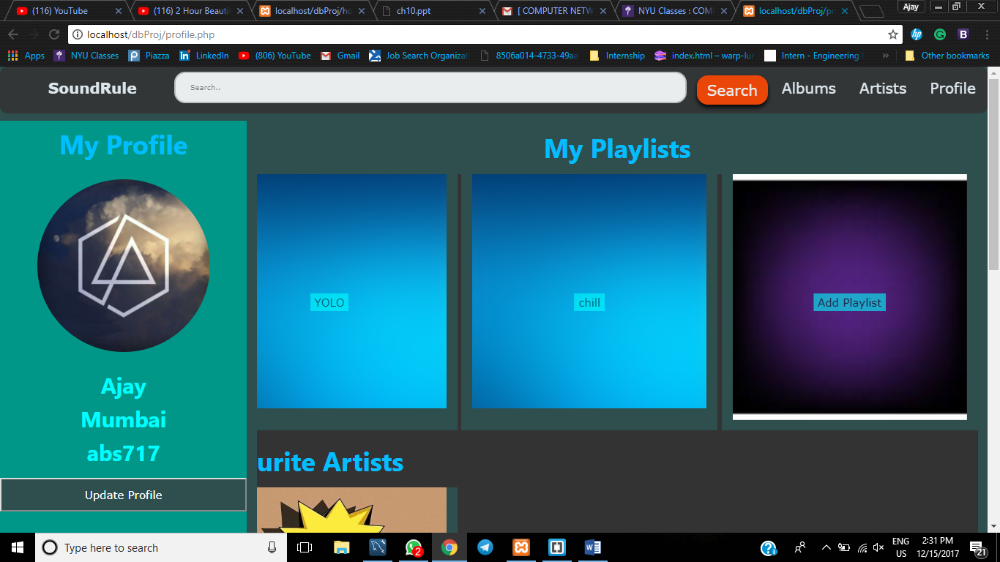 (116) YouTube
(116) 2 Hour Beauti
localhost/dbProj/ho
ch10.ppt
[ COMPUTER NETW
NYU Classes : COM
localhost/dbProj/pr
Ajay
localhost/dbProj/profile.php
Apps
NYU Classes
Piazza
LinkedIn
(806) YouTube
Gmail
Job Search Organizat
8506a014-4733-49aa
Internship
index.html – warp-lur
Intern - Engineering
»
Other bookmarks
SoundRule
Search..
Search
Albums
Artists
Profile
My Profile
Ajay
Mumbai
abs717
Update Profile
My Playlists
YOLO
chill
Add Playlist
urite Artists
Type here to search
2
ENG
US
2:31 PM
12/15/2017
21